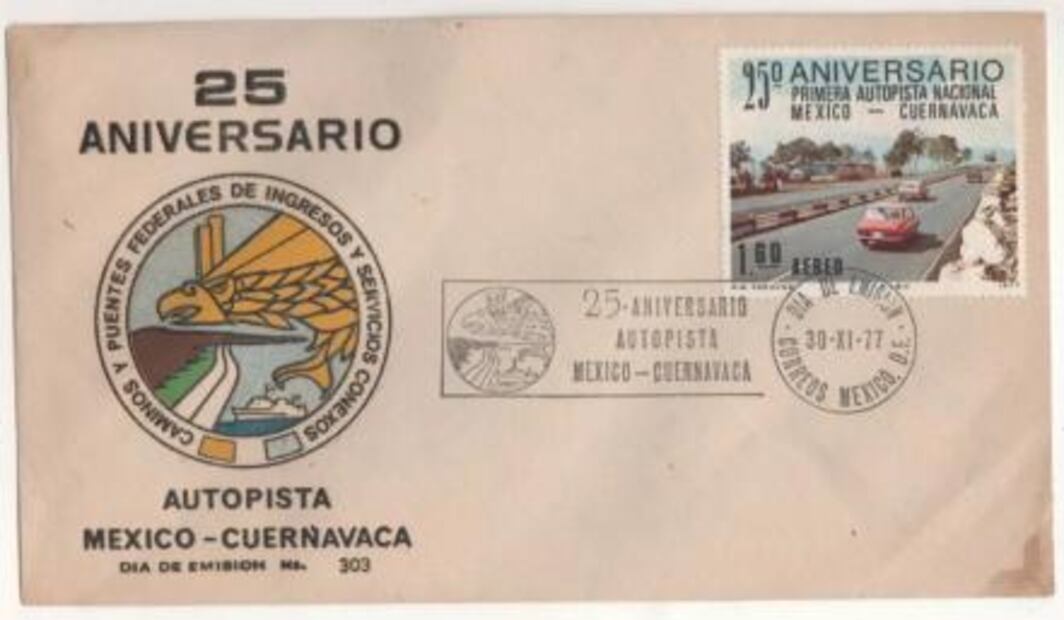 25
ANIVERSARIO
CAMINOS Y PUENTES FEDERALES DE INGRESOS Y SERVICIOS CONEXOS
AUTOPISTA
MEXICO-CUERNAVACA
DIA DE EMISION No. 303
25º ANIVERSARIO
PRIMERA AUTOPISTA NACIONAL
MEXICO — CUERNAVACA
1.60 AEREO
25·ANIVERSARIO
AUTOPISTA
MEXICO—CUERNAVACA
DIA DE EMISION
30·XI·77
CORREOS MEXICO, D.F.